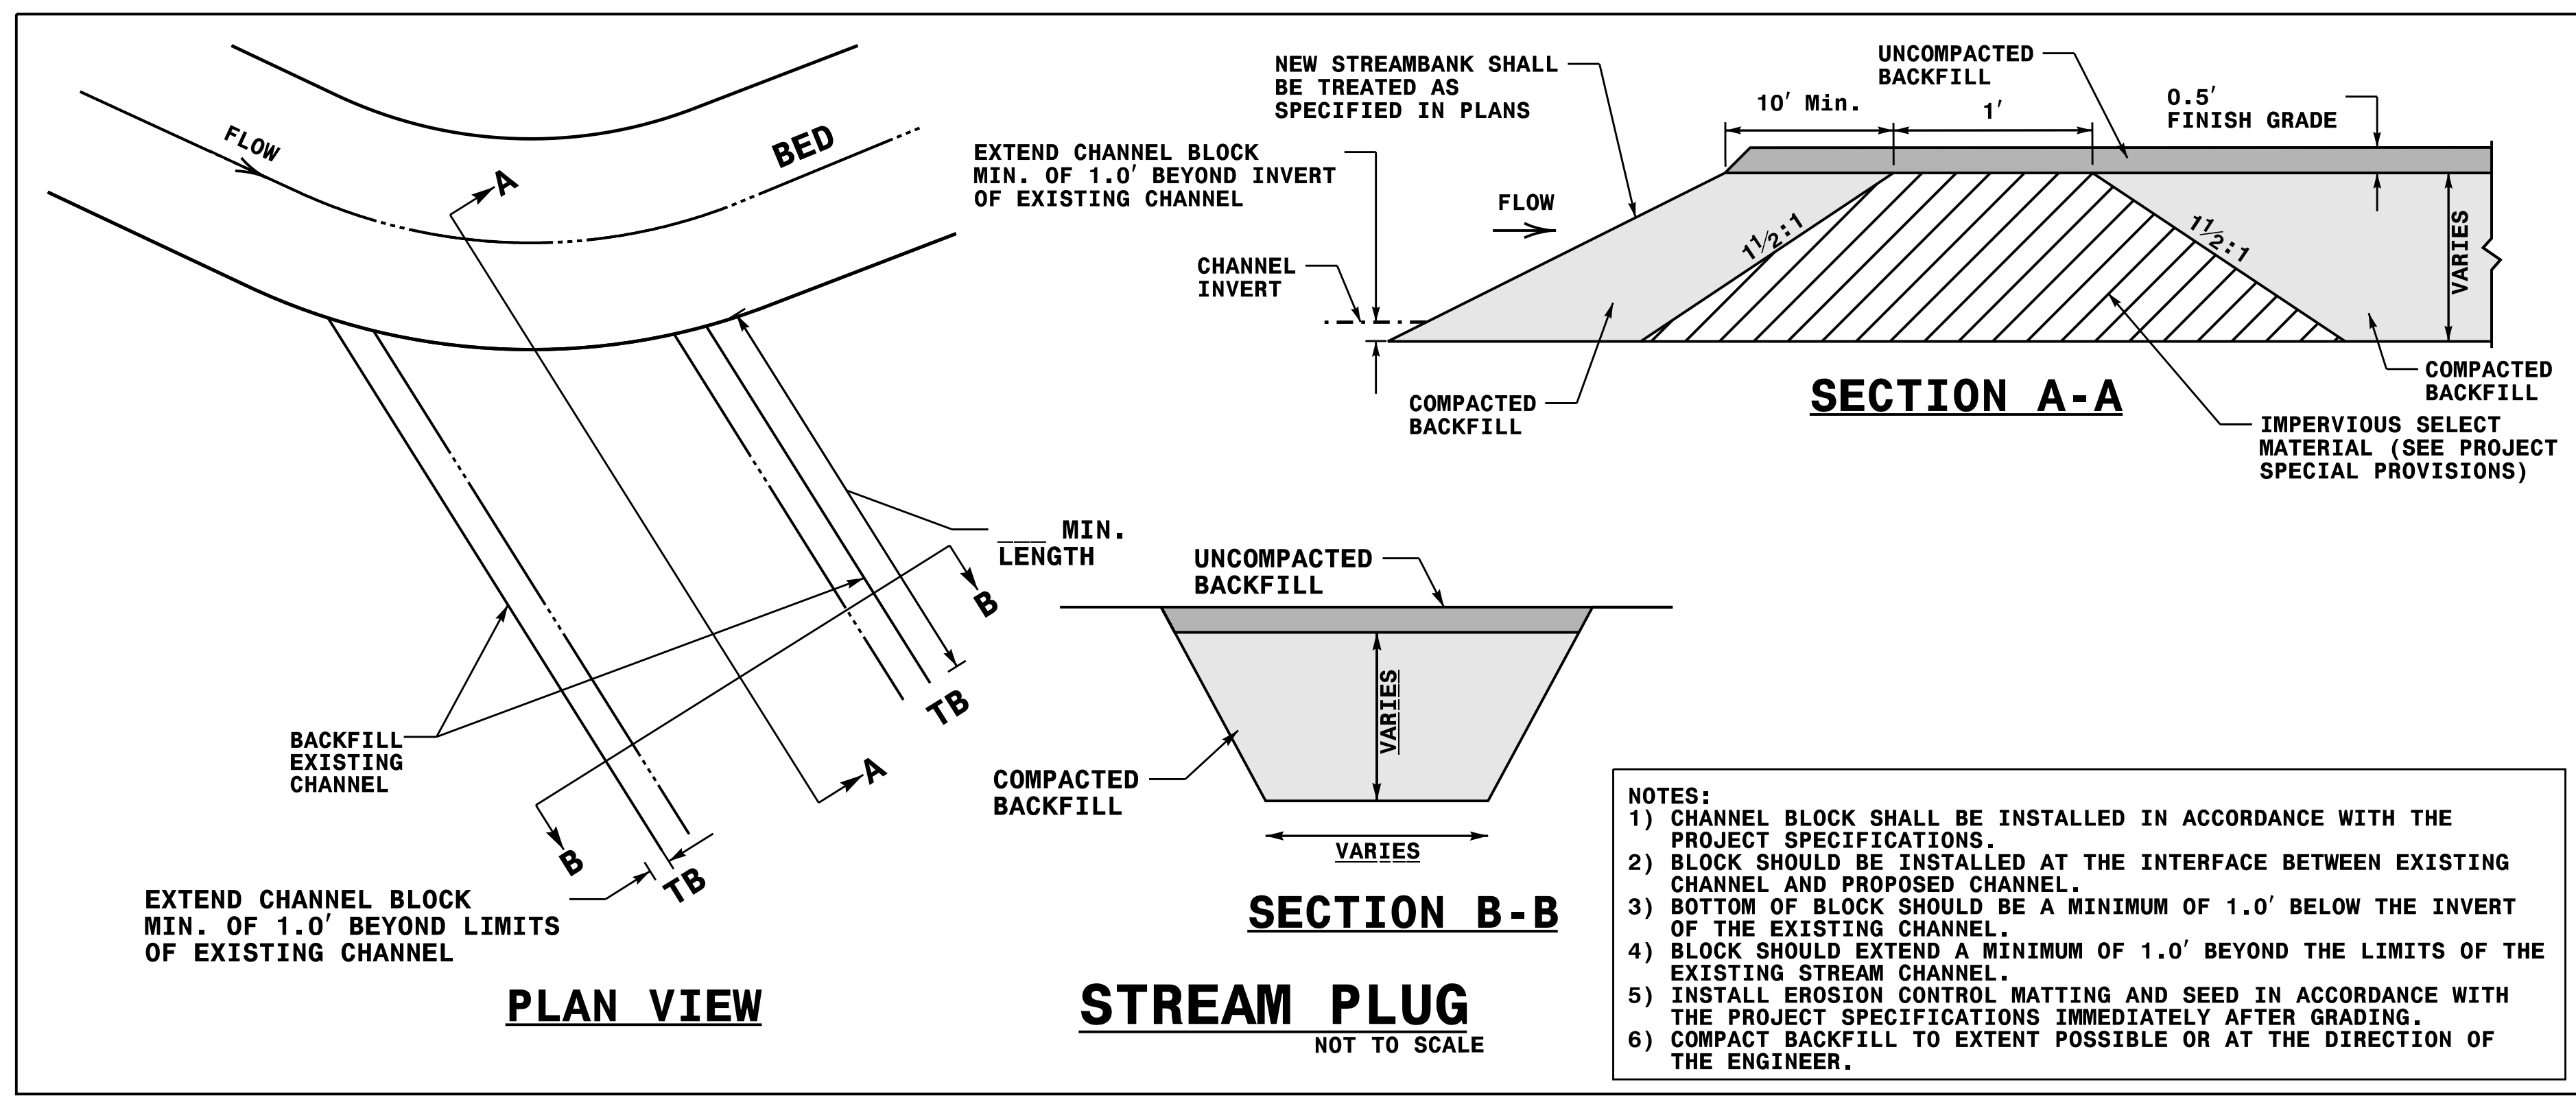 FLOW
A
BED
A
___ MIN.
LENGTH
B
TB
BACKFILL
EXISTING
CHANNEL
B
TB
EXTEND CHANNEL BLOCK
MIN. OF 1.0' BEYOND LIMITS
OF EXISTING CHANNEL
PLAN VIEW
NEW STREAMBANK SHALL
BE TREATED AS
SPECIFIED IN PLANS
UNCOMPACTED
BACKFILL
10' Min.
1'
0.5'
FINISH GRADE
EXTEND CHANNEL BLOCK
MIN. OF 1.0' BEYOND INVERT
OF EXISTING CHANNEL
FLOW
CHANNEL
INVERT
1 1/2:1
1 1/2:1
VARIES
COMPACTED
BACKFILL
COMPACTED
BACKFILL
IMPERVIOUS SELECT
MATERIAL (SEE PROJECT
SPECIAL PROVISIONS)
SECTION A-A
UNCOMPACTED
BACKFILL
VARIES
COMPACTED
BACKFILL
VARIES
SECTION B-B
STREAM PLUG
NOT TO SCALE
NOTES:
1) CHANNEL BLOCK SHALL BE INSTALLED IN ACCORDANCE WITH THE
PROJECT SPECIFICATIONS.
2) BLOCK SHOULD BE INSTALLED AT THE INTERFACE BETWEEN EXISTING
CHANNEL AND PROPOSED CHANNEL.
3) BOTTOM OF BLOCK SHOULD BE A MINIMUM OF 1.0' BELOW THE INVERT
OF THE EXISTING CHANNEL.
4) BLOCK SHOULD EXTEND A MINIMUM OF 1.0' BEYOND THE LIMITS OF THE
EXISTING STREAM CHANNEL.
5) INSTALL EROSION CONTROL MATTING AND SEED IN ACCORDANCE WITH
THE PROJECT SPECIFICATIONS IMMEDIATELY AFTER GRADING.
6) COMPACT BACKFILL TO EXTENT POSSIBLE OR AT THE DIRECTION OF
THE ENGINEER.